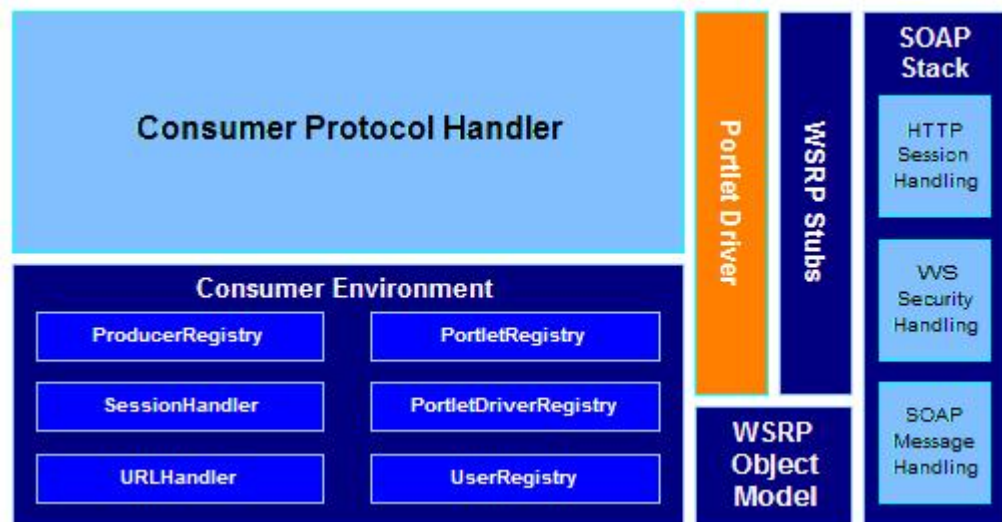 Consumer Protocol Handler
Consumer Environment
ProducerRegistry
PortletRegistry
SessionHandler
PortletDriverRegistry
URLHandler
UserRegistry
Portlet Driver
WSRP Stubs
WSRP
Object
Model
SOAP
Stack
HTTP
Session
Handling
WS
Security
Handling
SOAP
Message
Handling